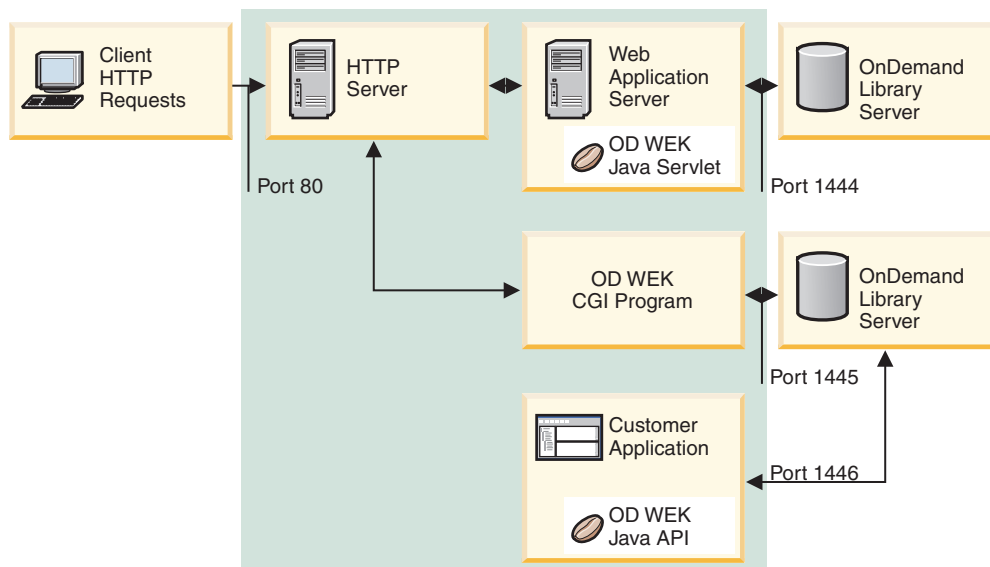 Client
HTTP
Requests
HTTP
Server
Web
Application
Server
OD WEK
Java Servlet
OnDemand
Library
Server
Port 80
Port 1444
OD WEK
CGI Program
OnDemand
Library
Server
Port 1445
Customer
Application
OD WEK
Java API
Port 1446